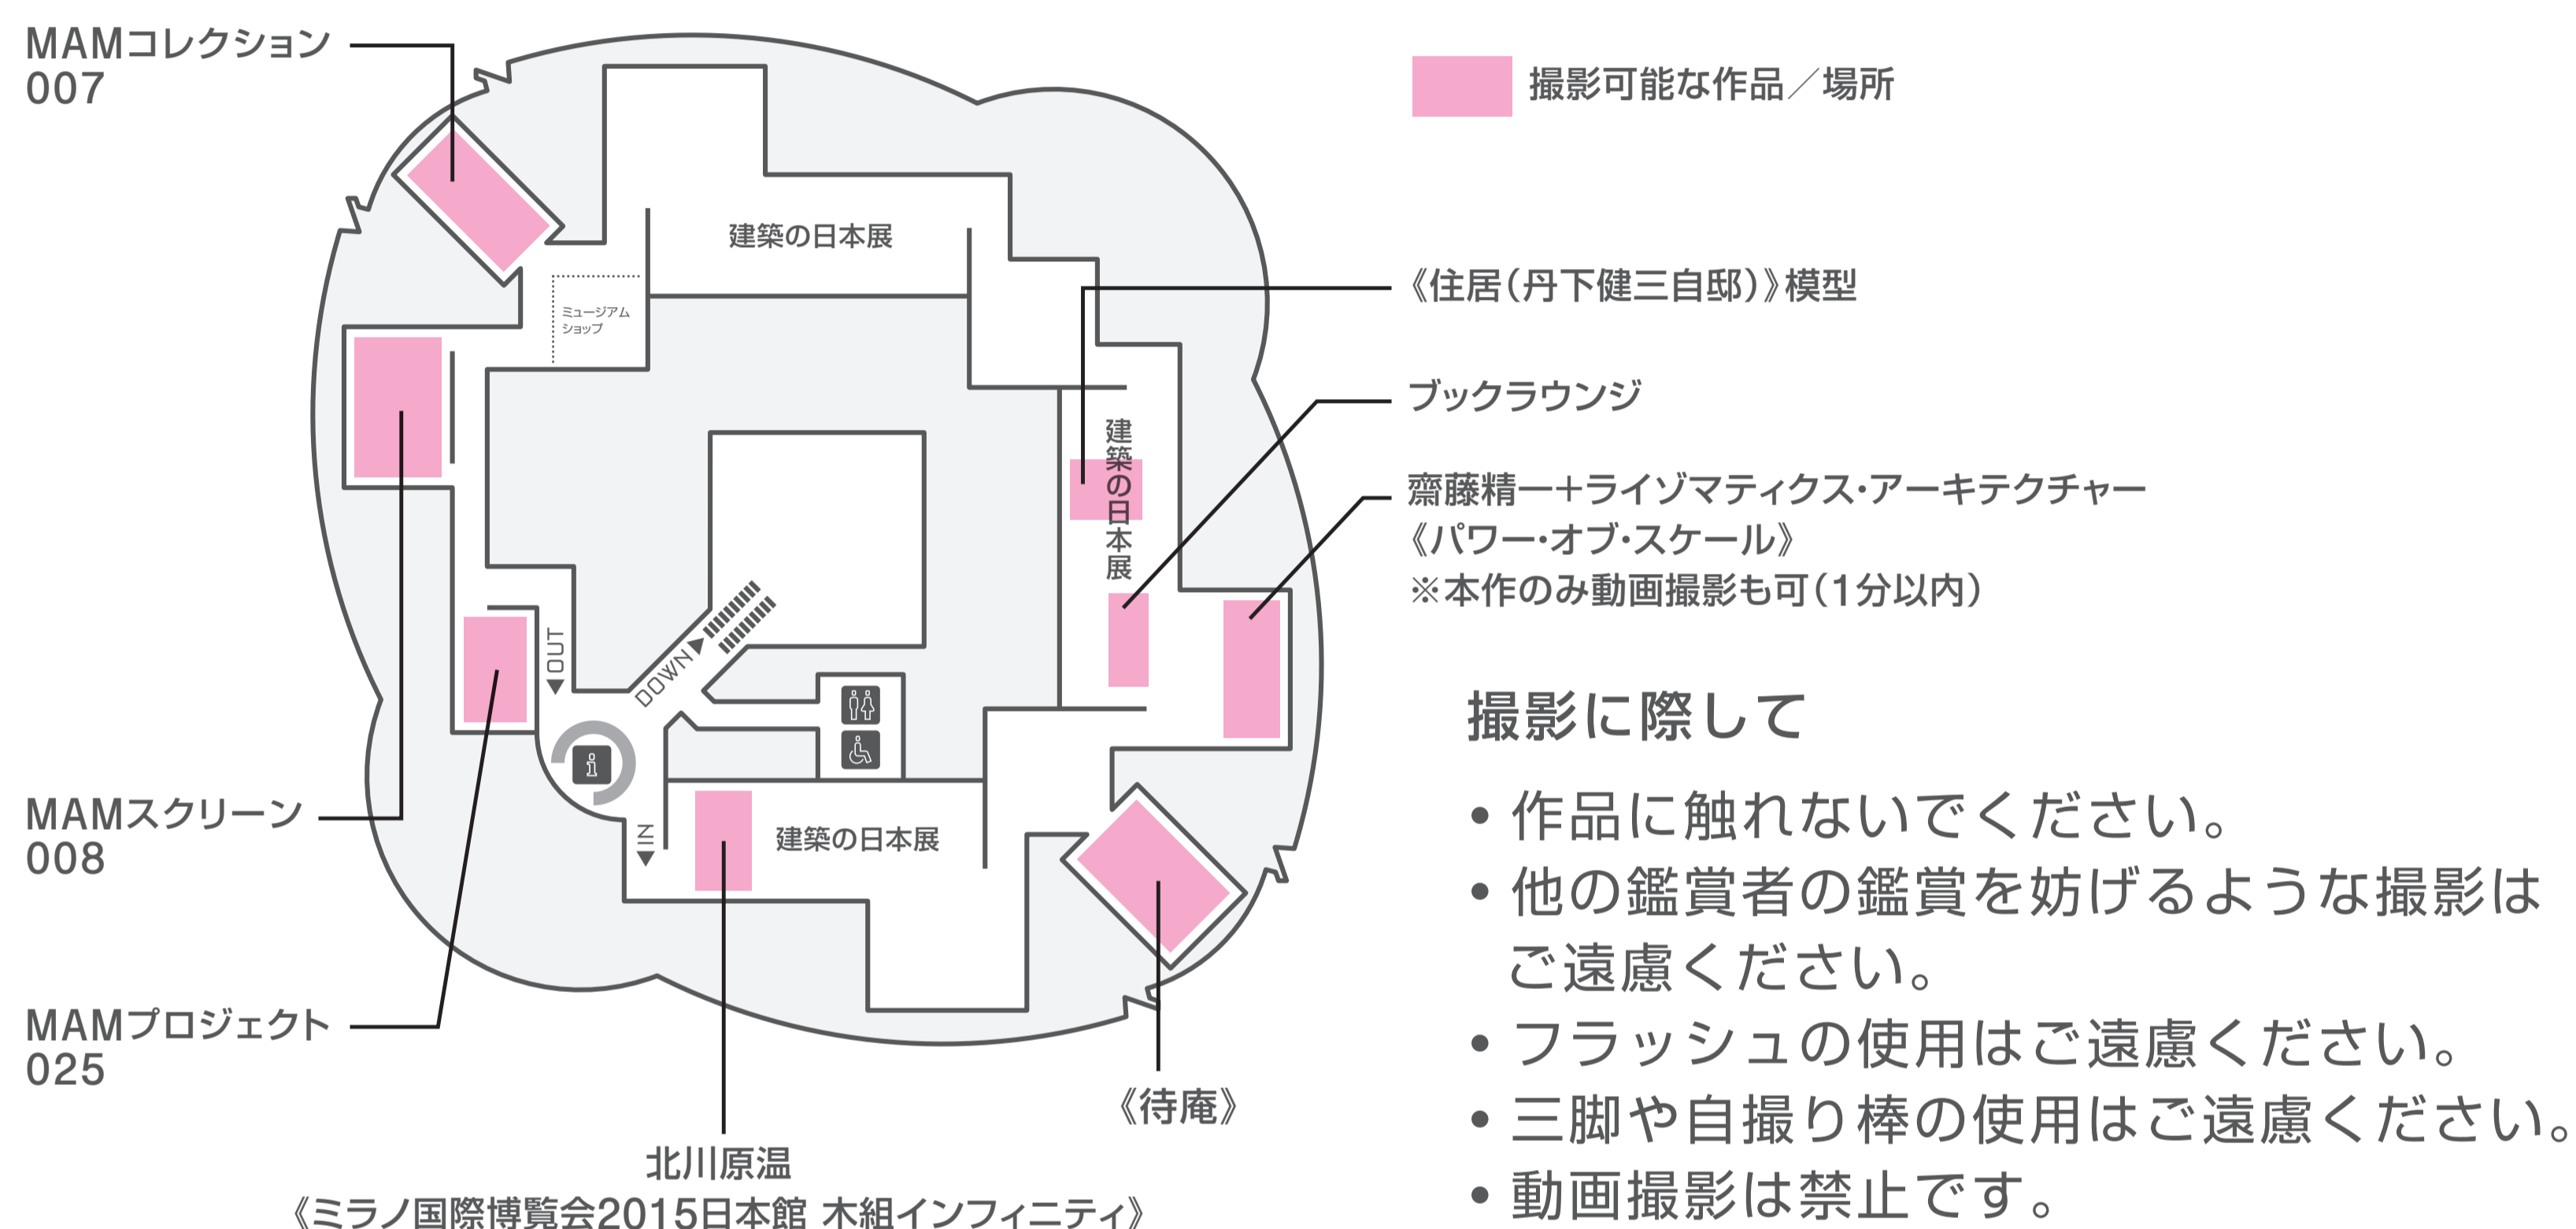 MAMコレクション
007
撮影可能な作品／場所
建築の日本展
ミュージアム
ショップ
《住居（丹下健三自邸）》模型
ブックラウンジ
建築の日本展
齋藤精一＋ライゾマティクス・アーキテクチャー
《パワー・オブ・スケール》
※本作のみ動画撮影も可（1分以内）
OUT
DOWN
i
IN
建築の日本展
MAMスクリーン
008
MAMプロジェクト
025
《待庵》
北川原温
《ミラノ国際博覧会2015日本館 木組インフィニティ》
撮影に際して
• 作品に触れないでください。
• 他の鑑賞者の鑑賞を妨げるような撮影は
ご遠慮ください。
• フラッシュの使用はご遠慮ください。
• 三脚や自撮り棒の使用はご遠慮ください。
• 動画撮影は禁止です。